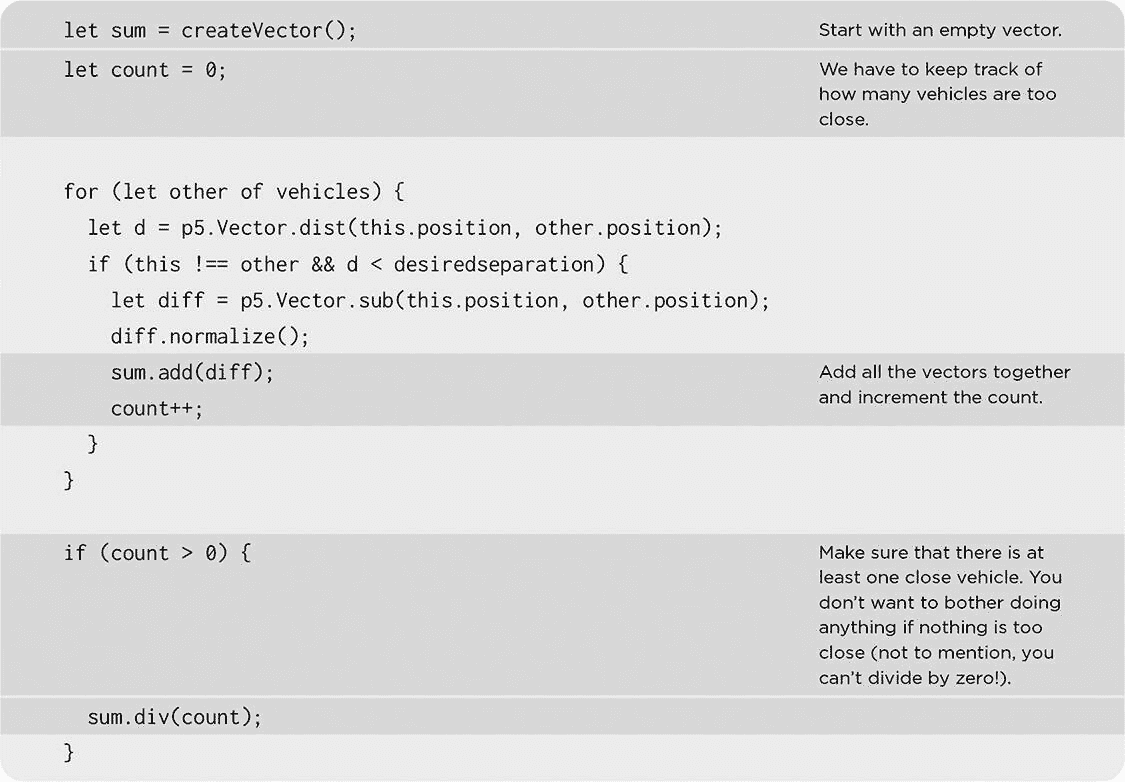 let sum = createVector();
Start with an empty vector.
let count = 0;
We have to keep track of
how many vehicles are too
close.
for (let other of vehicles) {
let d = p5.Vector.dist(this.position, other.position);
if (this !== other && d < desiredseparation) {
let diff = p5.Vector.sub(this.position, other.position);
diff.normalize();
sum.add(diff);
count++;
Add all the vectors together
and increment the count.
}
}
if (count > 0) {
Make sure that there is at
least one close vehicle. You
don’t want to bother doing
anything if nothing is too
close (not to mention, you
can’t divide by zero!).
sum.div(count);
}